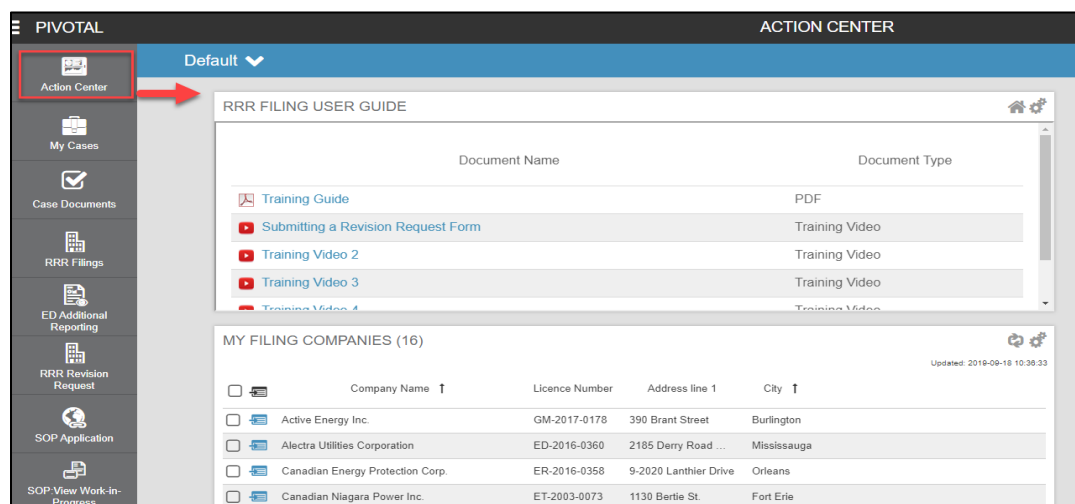 PIVOTAL
ACTION CENTER
Action Center
My Cases
Case Documents
RRR Filings
ED Additional
Reporting
RRR Revision
Request
SOP Application
SOP:View Work-in-
Progress
Default
RRR FILING USER GUIDE
Document Name Document Type
Training Guide PDF
Submitting a Revision Request Form Training Video
Training Video 2 Training Video
Training Video 3 Training Video
Training Video 4 Training Video
MY FILING COMPANIES (16)
Updated: 2019-09-18 10:36:33
Company Name ↑ Licence Number Address line 1 City ↑
Active Energy Inc. GM-2017-0178 390 Brant Street Burlington
Alectra Utilities Corporation ED-2016-0360 2185 Derry Road ... Mississauga
Canadian Energy Protection Corp. ER-2016-0358 9-2020 Lanthier Drive Orleans
Canadian Niagara Power Inc. ET-2003-0073 1130 Bertie St. Fort Erie